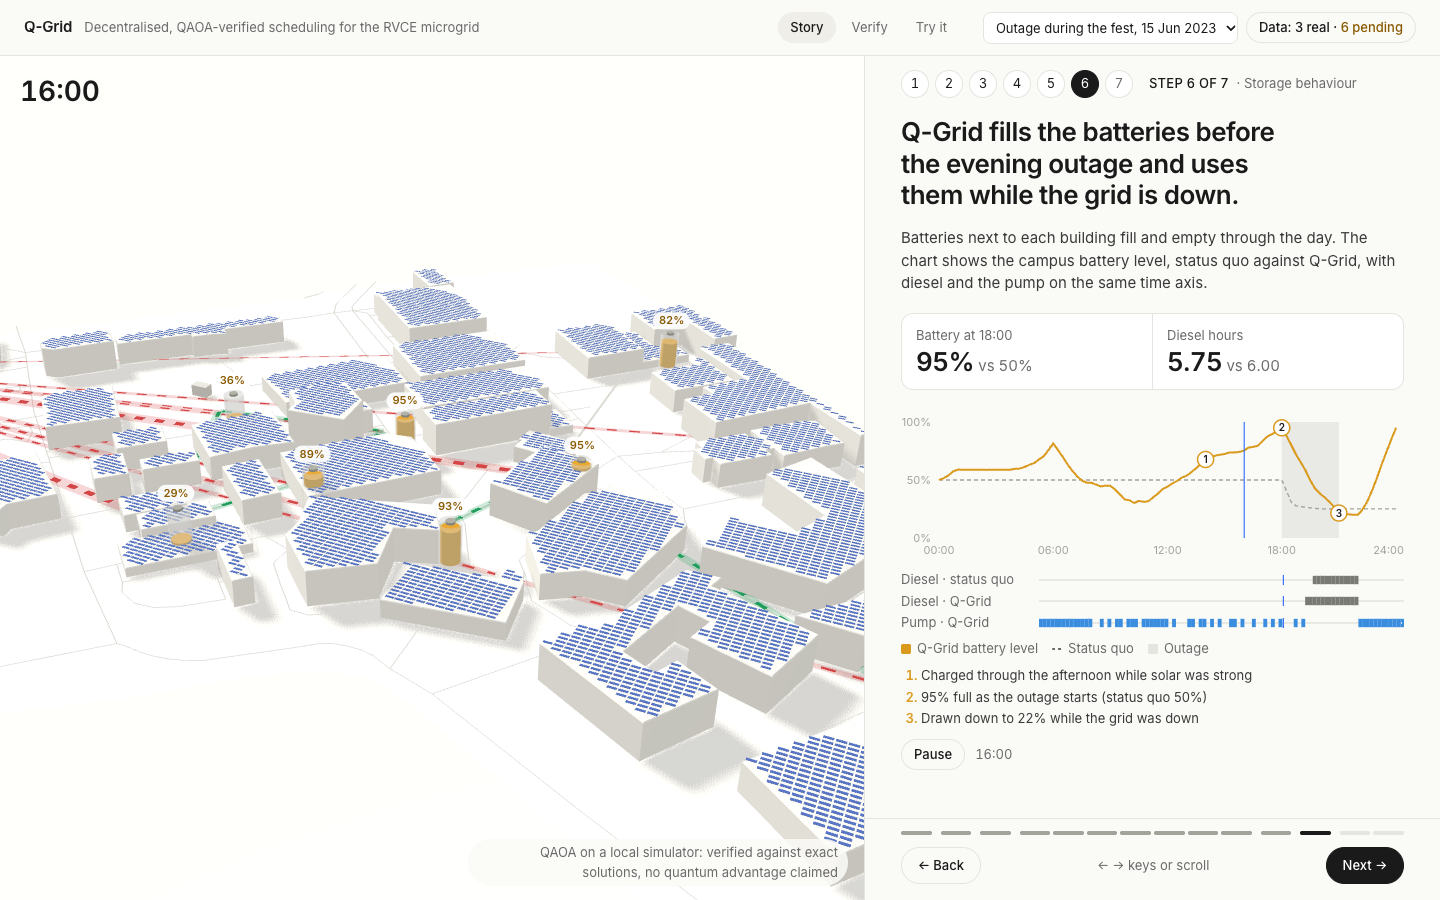 Q-Grid Decentralised, QAOA-verified scheduling for the RVCE microgrid
Story Verify Try it
Outage during the fest, 15 Jun 2023
Data: 3 real · 6 pending
16:00
82%
36%
95%
95%
89%
29%
93%
QAOA on a local simulator: verified against exact
solutions, no quantum advantage claimed
1 2 3 4 5 6 7 STEP 6 OF 7 · Storage behaviour
Q-Grid fills the batteries before
the evening outage and uses
them while the grid is down.
Batteries next to each building fill and empty through the day. The
chart shows the campus battery level, status quo against Q-Grid, with
diesel and the pump on the same time axis.
Battery at 18:00
95% vs 50%
Diesel hours
5.75 vs 6.00
100%
50%
0%
1
2
3
00:00 06:00 12:00 18:00 24:00
Diesel · status quo
Diesel · Q-Grid
Pump · Q-Grid
Q-Grid battery level Status quo Outage
1. Charged through the afternoon while solar was strong
2. 95% full as the outage starts (status quo 50%)
3. Drawn down to 22% while the grid was down
Pause 16:00
← Back
← → keys or scroll
Next →